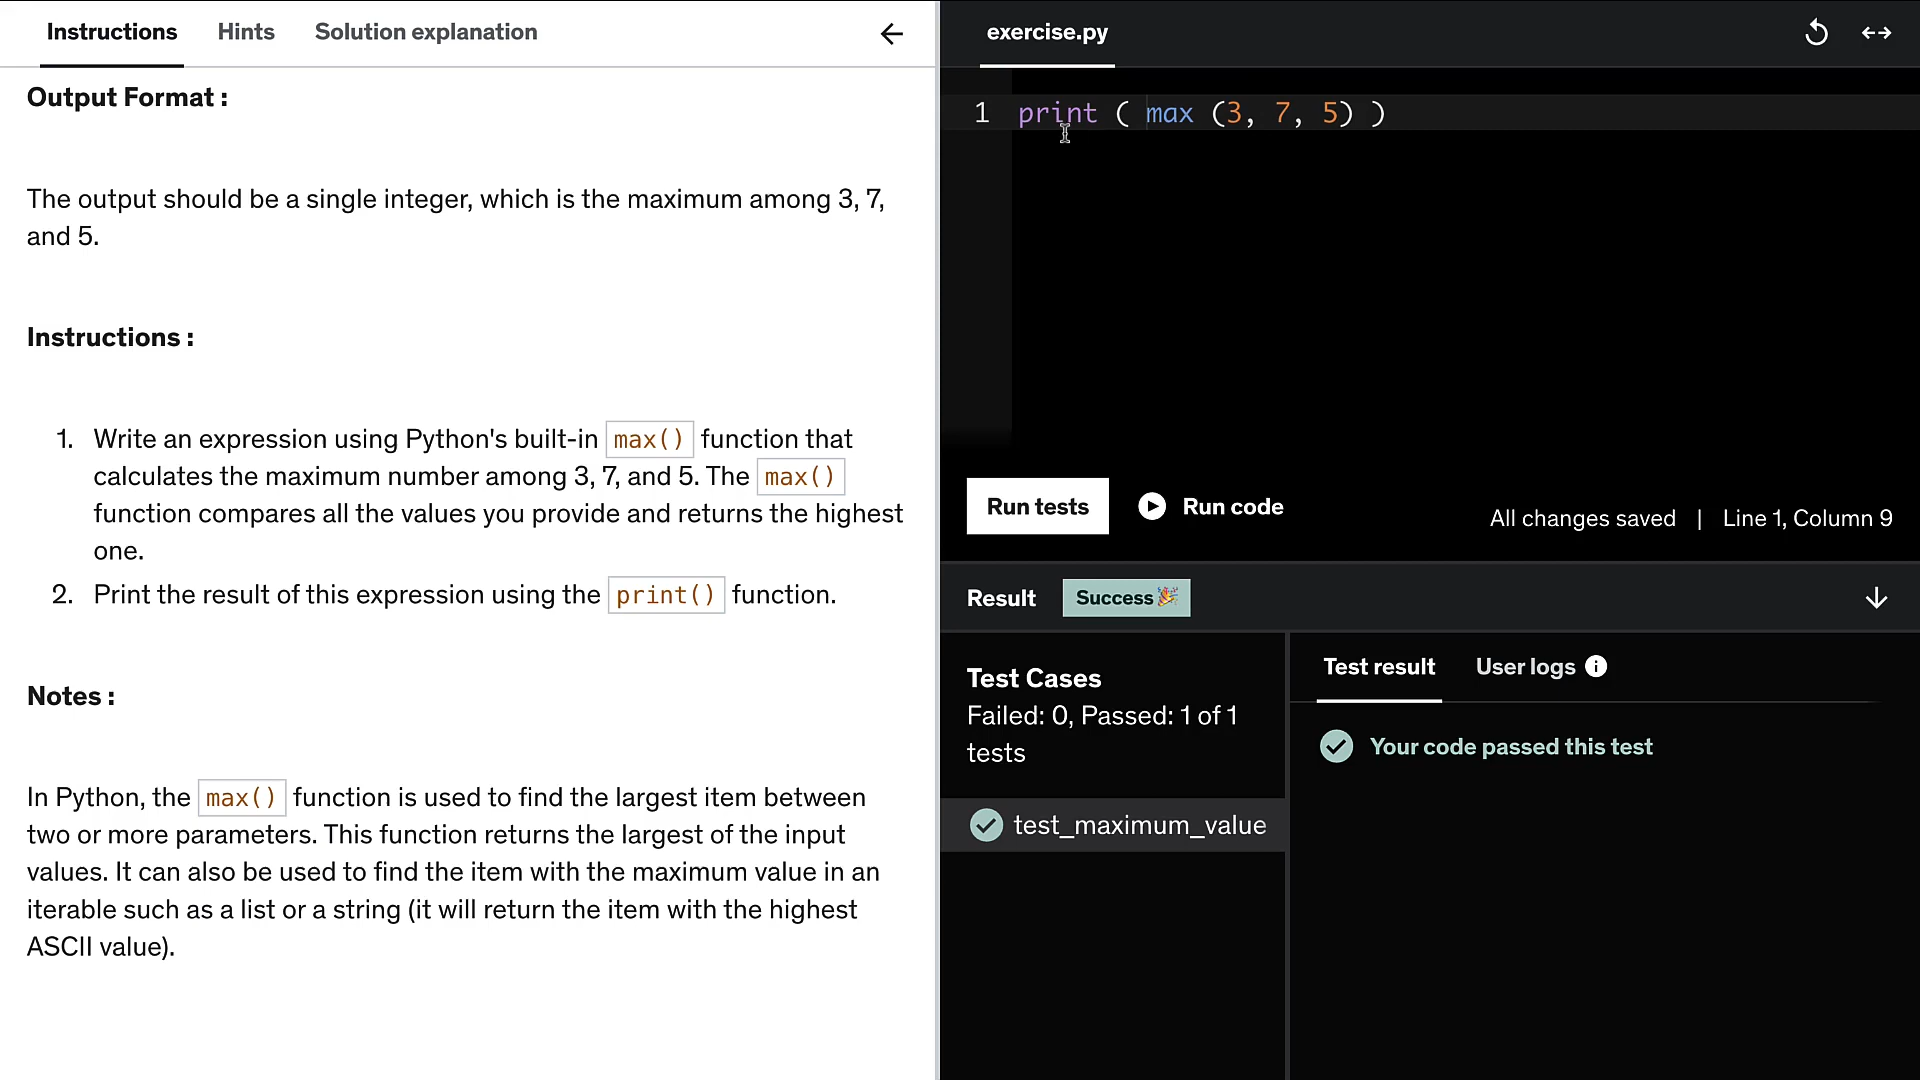 Instructions
Hints
Solution explanation
Output Format :
The output should be a single integer, which is the maximum among 3, 7,
and 5.
Instructions :
1. Write an expression using Python's built-in max() function that
calculates the maximum number among 3, 7, and 5. The max()
function compares all the values you provide and returns the highest
one.
2. Print the result of this expression using the print() function.
Notes :
In Python, the max() function is used to find the largest item between
two or more parameters. This function returns the largest of the input
values. It can also be used to find the item with the maximum value in an
iterable such as a list or a string (it will return the item with the highest
ASCII value).
exercise.py
1 print ( max (3, 7, 5) )
Run tests
Run code
All changes saved | Line 1, Column 9
Result
Success🎉
Test Cases
Failed: 0, Passed: 1 of 1
tests
test_maximum_value
Test result
User logs
Your code passed this test